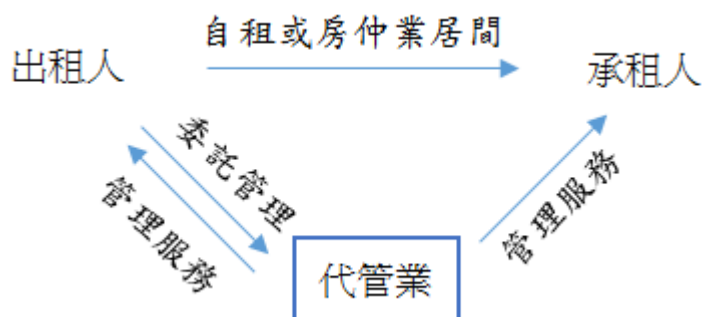 自租或房仲業居間
出租人
承租人
委託管理
管理服務
管理服務
代管業